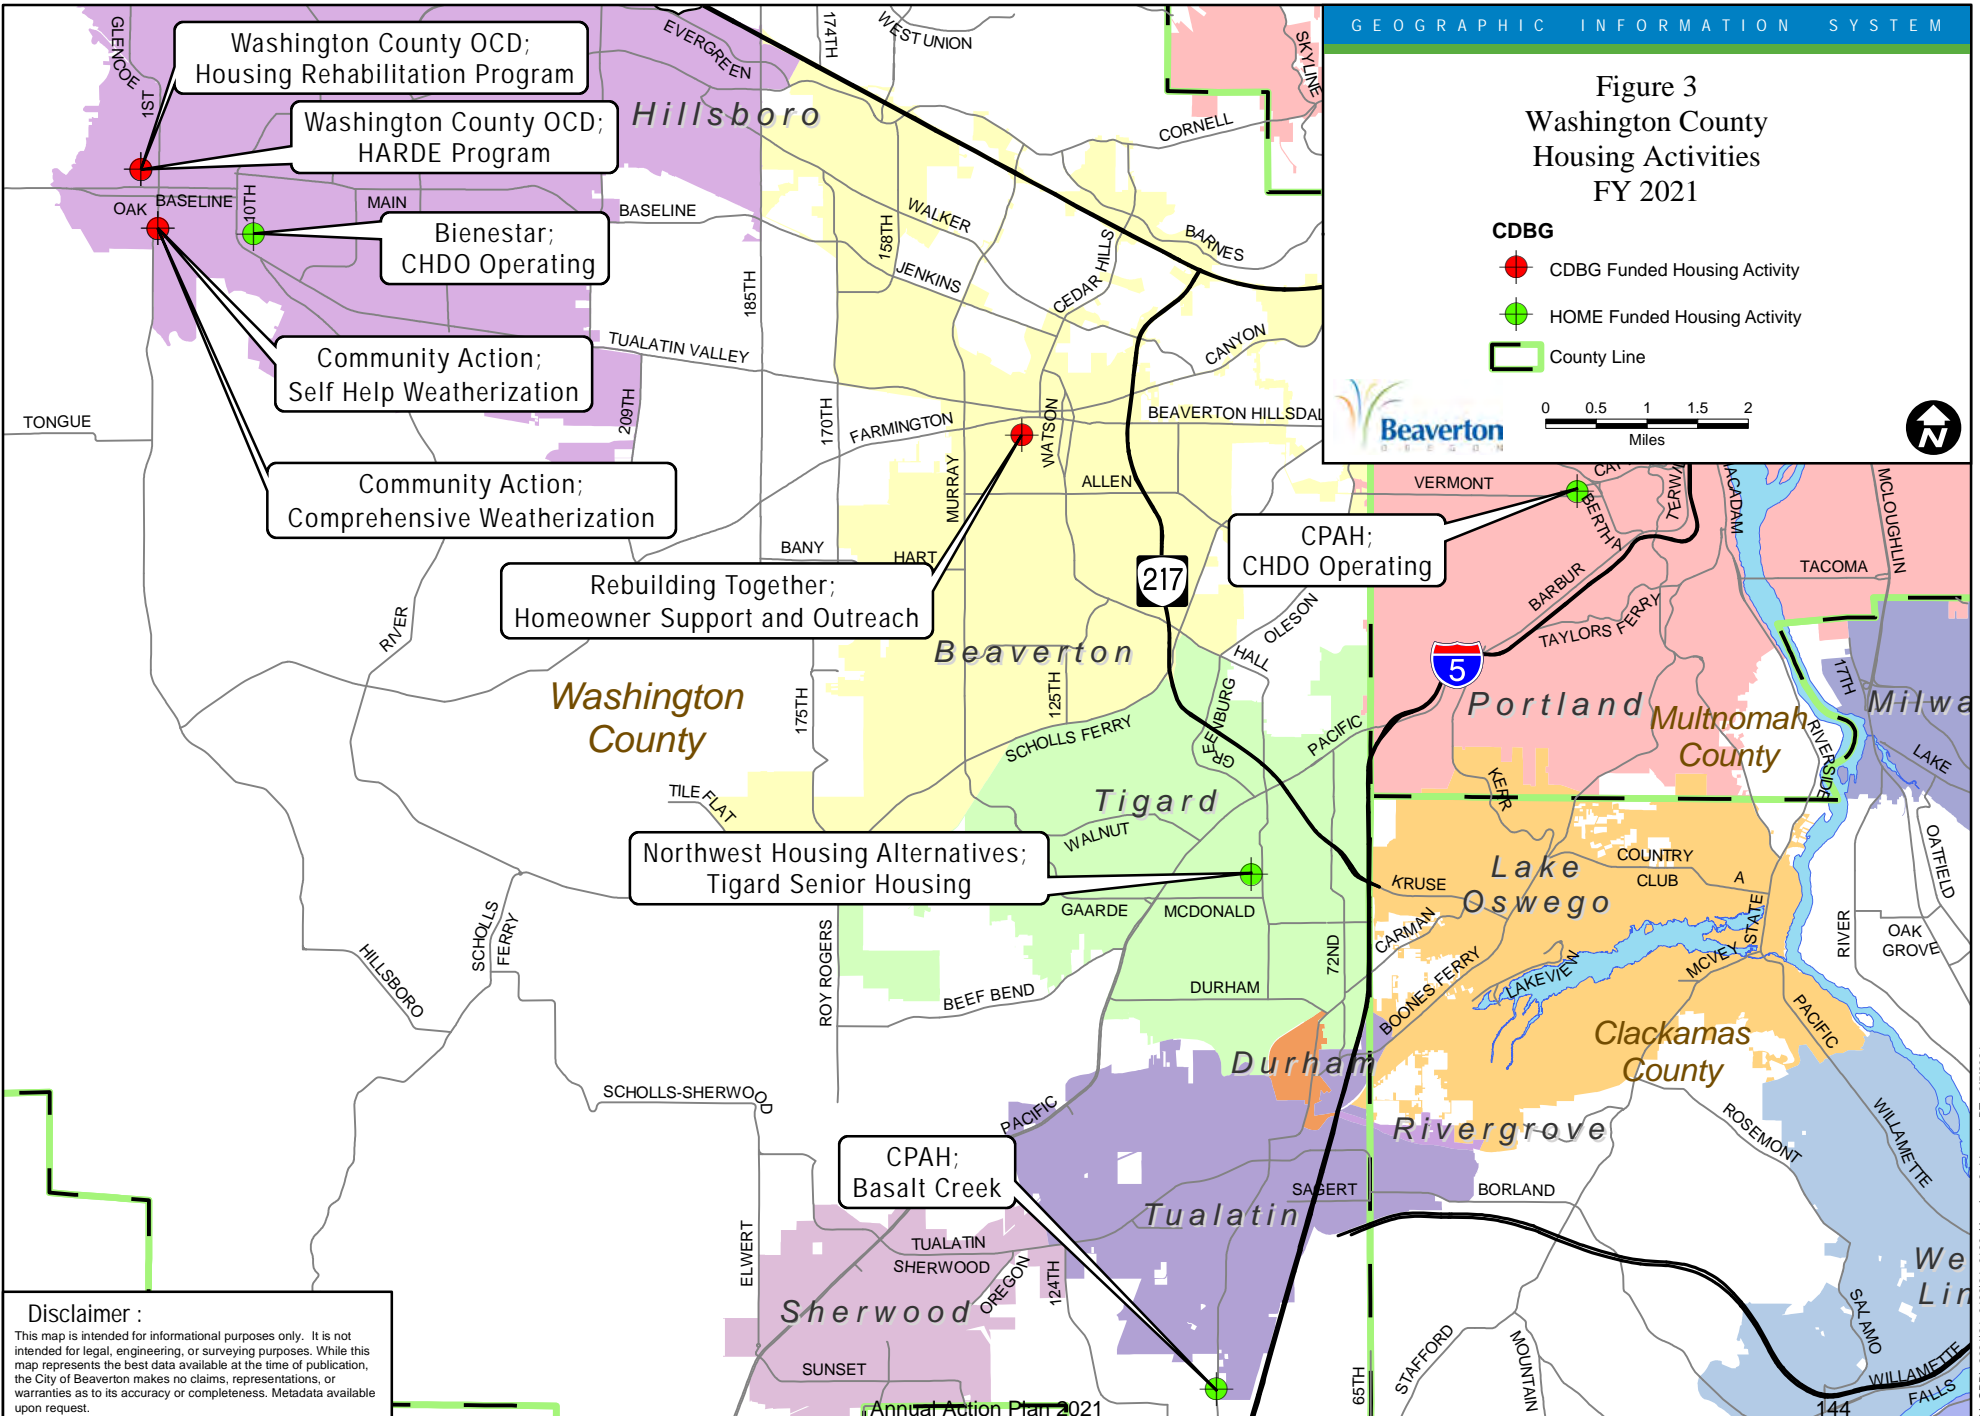 GEOGRAPHIC INFORMATION SYSTEM
Figure 3
Washington County
Housing Activities
FY 2021
CDBG
CDBG Funded Housing Activity
HOME Funded Housing Activity
County Line
Beaverton
OREGON
0 0.5 1 1.5 2
Miles
N
Washington County OCD;
Housing Rehabilitation Program
Washington County OCD;
HARDE Program
Bienestar;
CHDO Operating
Community Action;
Self Help Weatherization
Community Action;
Comprehensive Weatherization
Rebuilding Together;
Homeowner Support and Outreach
CPAH;
CHDO Operating
Northwest Housing Alternatives;
Tigard Senior Housing
CPAH;
Basalt Creek
Hillsboro
Beaverton
Washington
County
Tigard
Portland
Multnomah
County
Milwa
Lake
Oswego
Clackamas
County
Durham
Rivergrove
Tualatin
Sherwood
We
Lin
GLENCOE
1ST
EVERGREEN
174TH
WEST UNION
SKYLINE
CORNELL
OAK
BASELINE
10TH
MAIN
BASELINE
WALKER
158TH
JENKINS
CEDAR HILLS
BARNES
185TH
CANYON
TUALATIN VALLEY
209TH
TONGUE
170TH
FARMINGTON
WATSON
BEAVERTON HILLSDAL
MURRAY
ALLEN
VERMONT
BERTHA
TERWI
ACADAM
MCLOUGHLIN
TACOMA
BANY
HART
217
OLESON
HALL
BARBUR
TAYLORS FERRY
5
RIVER
175TH
125TH
GREENBURG
SCHOLLS FERRY
PACIFIC
17TH
RIVERSIDE
LAKE
TILE FLAT
KERR
WALNUT
COUNTRY
CLUB
A
KRUSE
OATFIELD
GAARDE
MCDONALD
CARMAN
STATE
RIVER
OAK
GROVE
SCHOLLS
FERRY
HILLSBORO
ROY ROGERS
72ND
BOONES FERRY
LAKEVIEW
MCVEY
BEEF BEND
DURHAM
PACIFIC
SCHOLLS-SHERWOOD
PACIFIC
ROSEMONT
WILLAMETTE
SAGERT
BORLAND
ELWERT
TUALATIN
SHERWOOD
OREGON
124TH
SUNSET
65TH
STAFFORD
MOUNTAIN
SALAMO
WILLAMETTE
FALLS
Disclaimer :
This map is intended for informational purposes only. It is not
intended for legal, engineering, or surveying purposes. While this
map represents the best data available at the time of publication,
the City of Beaverton makes no claims, representations, or
warranties as to its accuracy or completeness. Metadata available
upon request.
Annual Action Plan 2021
144